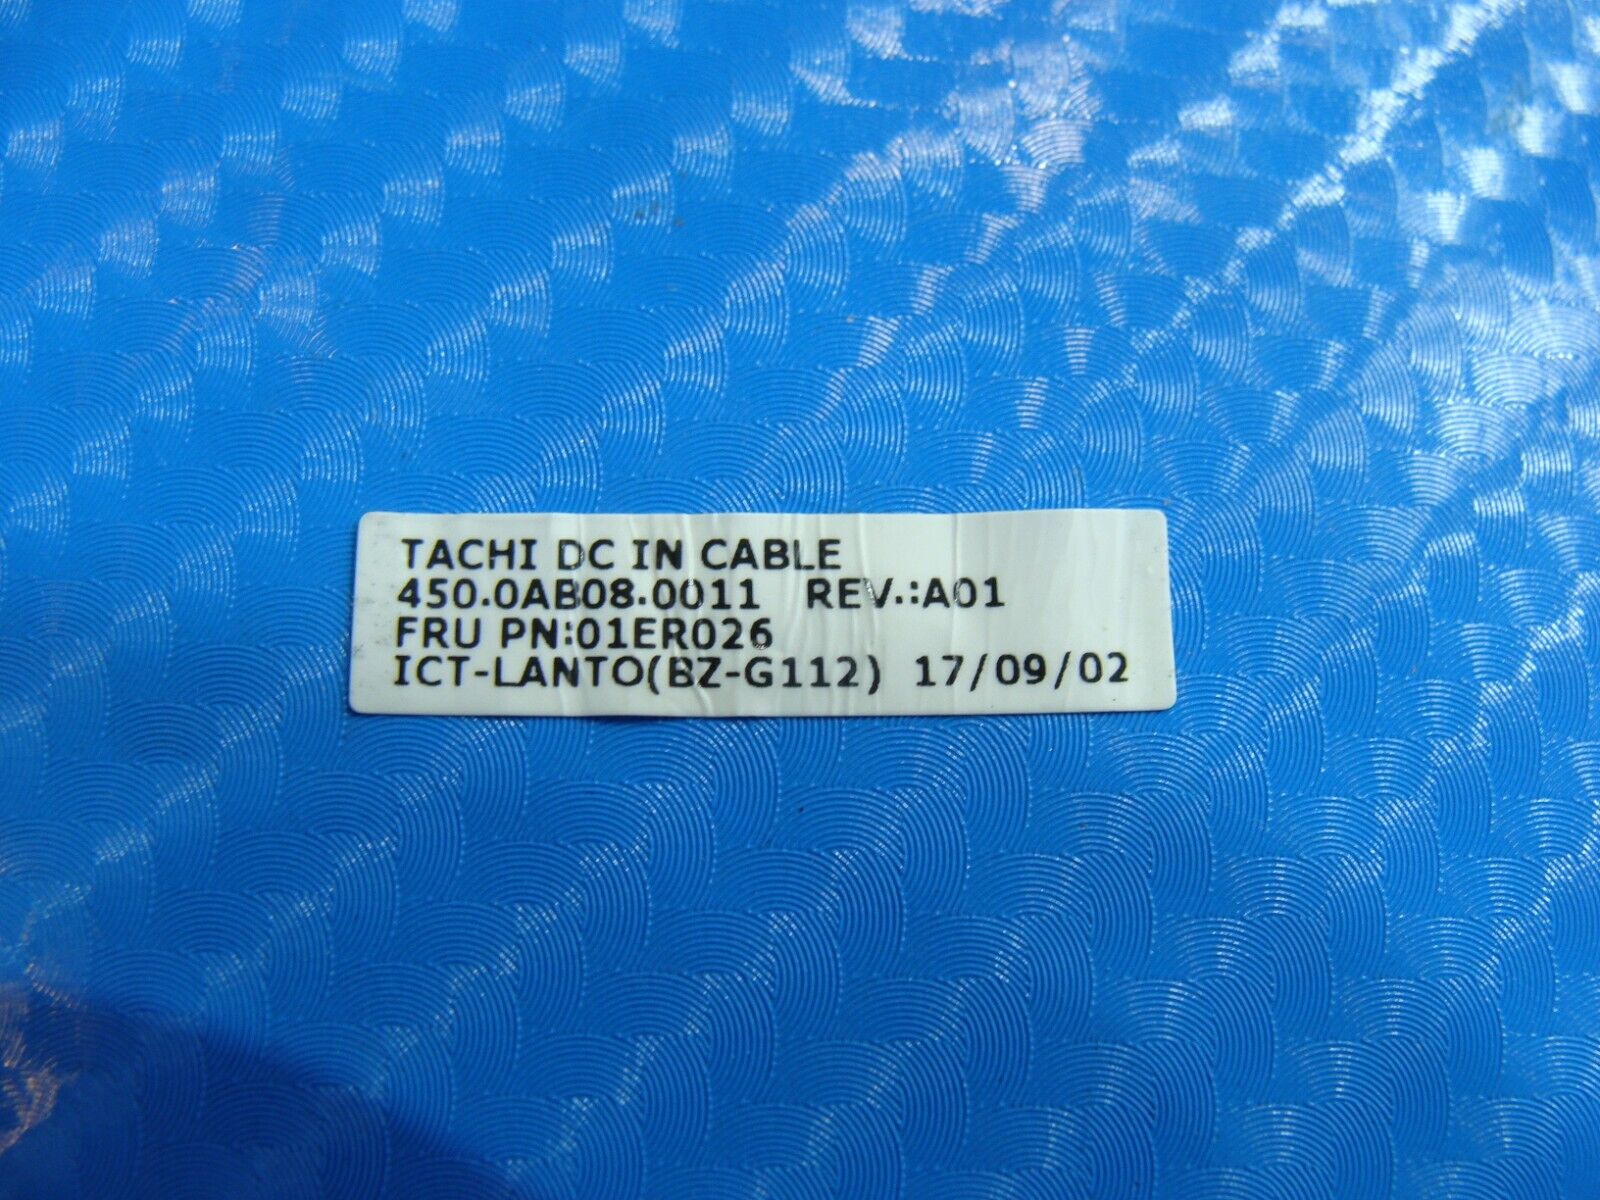 TACHI DC IN CABLE
450.0AB08.0011 REV.:A01
FRU PN:01ER026
ICT-LANTO(BZ-G112) 17/09/02